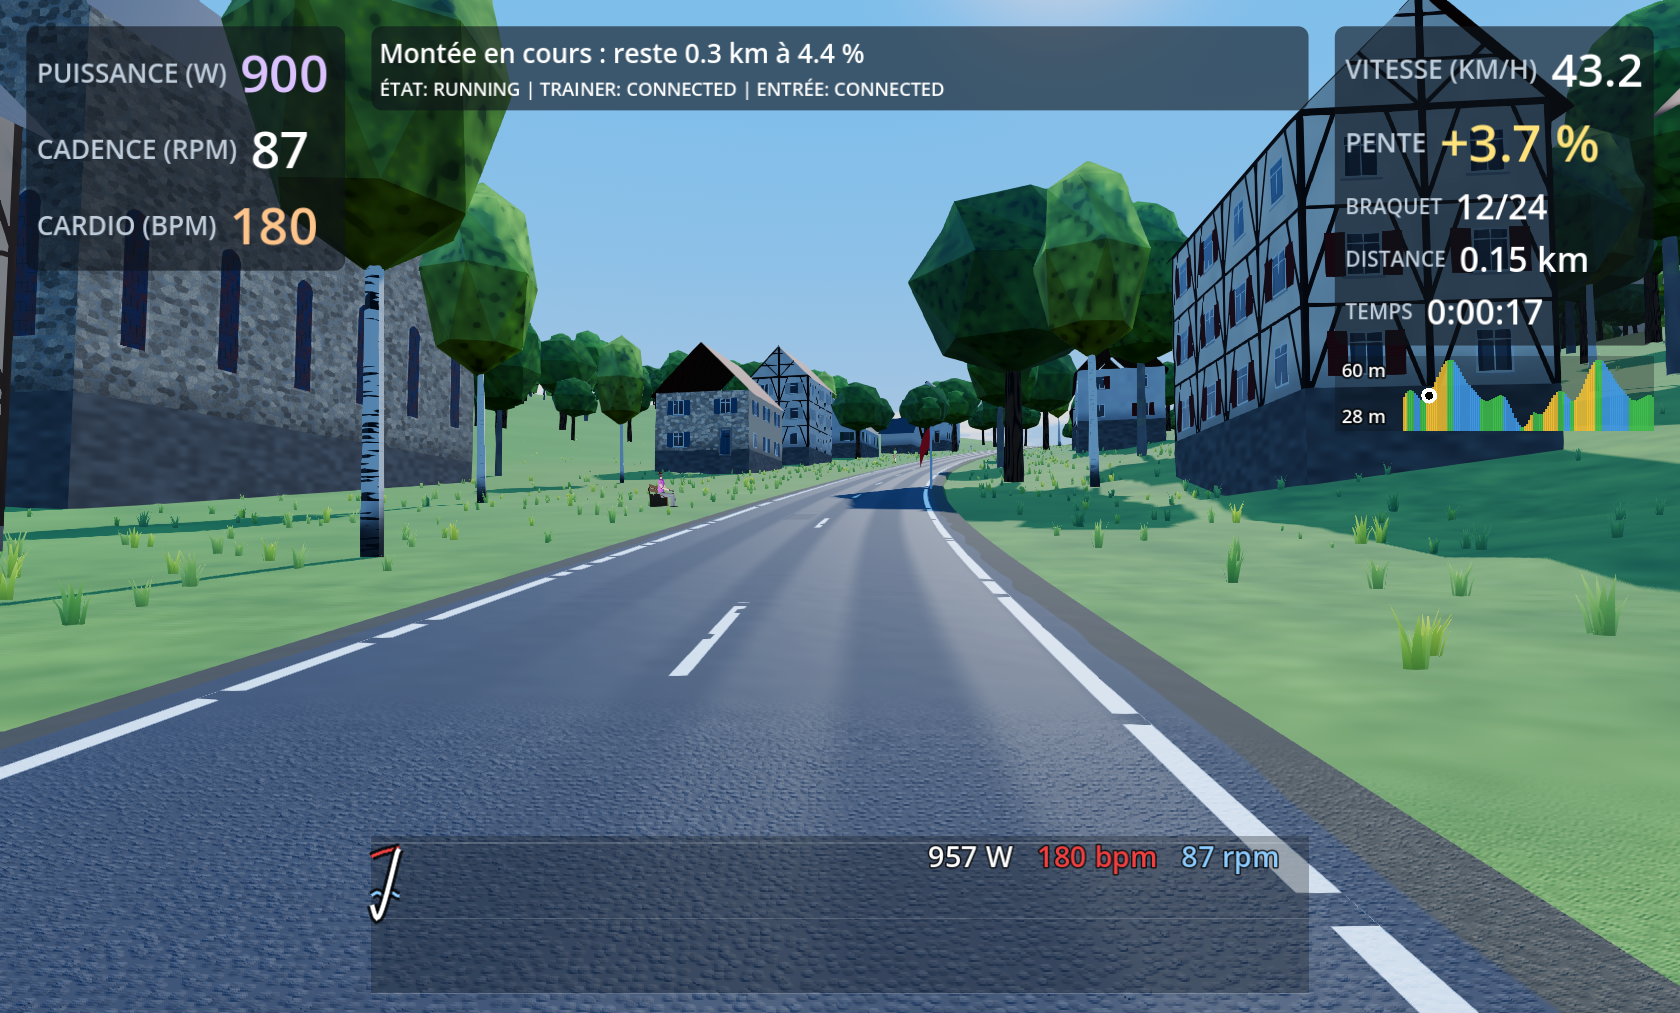 PUISSANCE (W) 900
CADENCE (RPM) 87
CARDIO (BPM) 180
Montée en cours : reste 0.3 km à 4.4 %
ÉTAT: RUNNING | TRAINER: CONNECTED | ENTRÉE: CONNECTED
VITESSE (KM/H) 43.2
PENTE +3.7 %
BRAQUET 12/24
DISTANCE 0.15 km
TEMPS 0:00:17
60 m
28 m
957 W 180 bpm 87 rpm